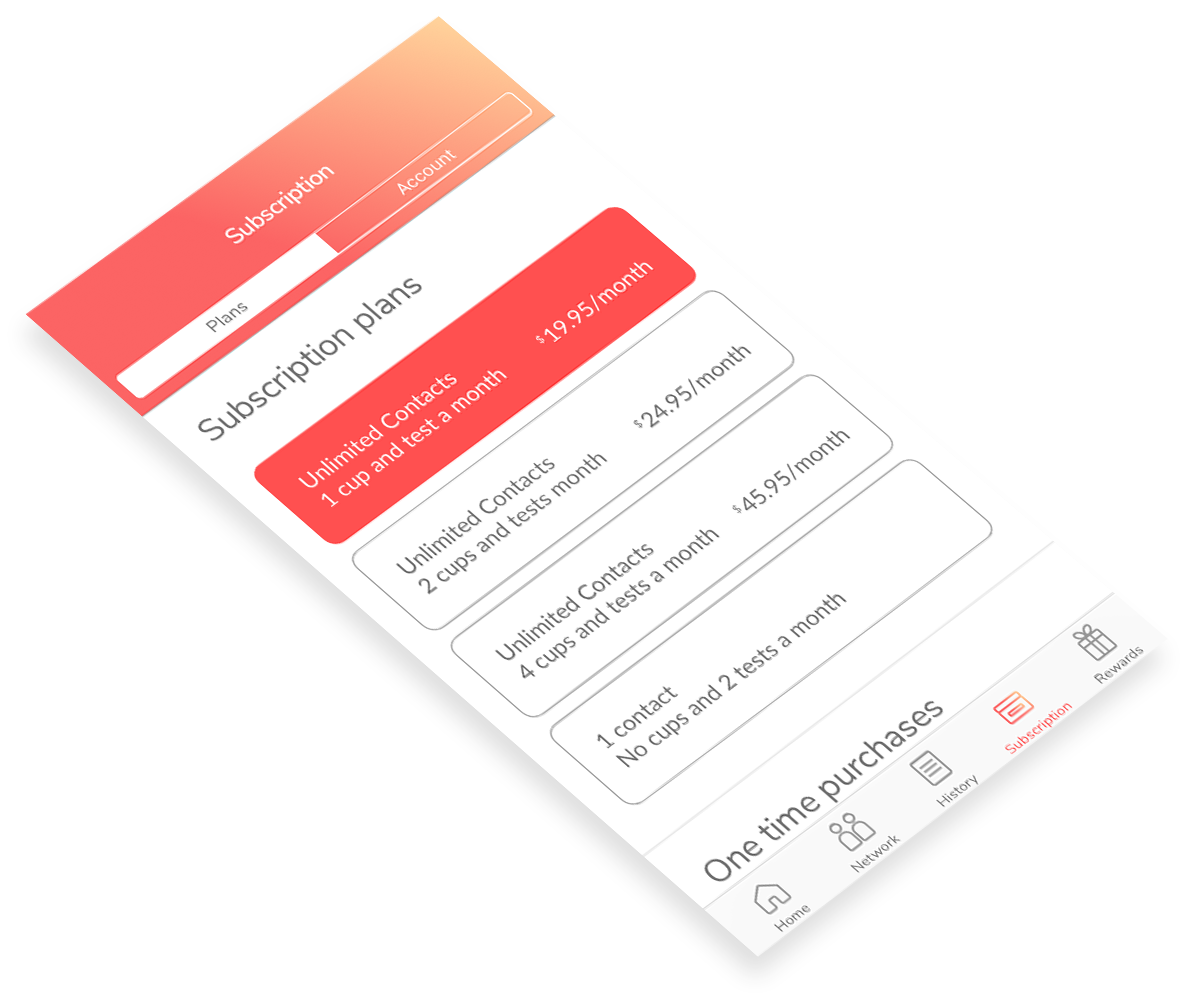 Subscription
Plans
Account
Subscription plans
Unlimited Contacts
1 cup and test a month
$19.95/month
Unlimited Contacts
2 cups and tests month
$24.95/month
Unlimited Contacts
4 cups and tests a month
$45.95/month
1 contact
No cups and 2 tests a month
One time purchases
Home
Network
History
Subscription
Rewards